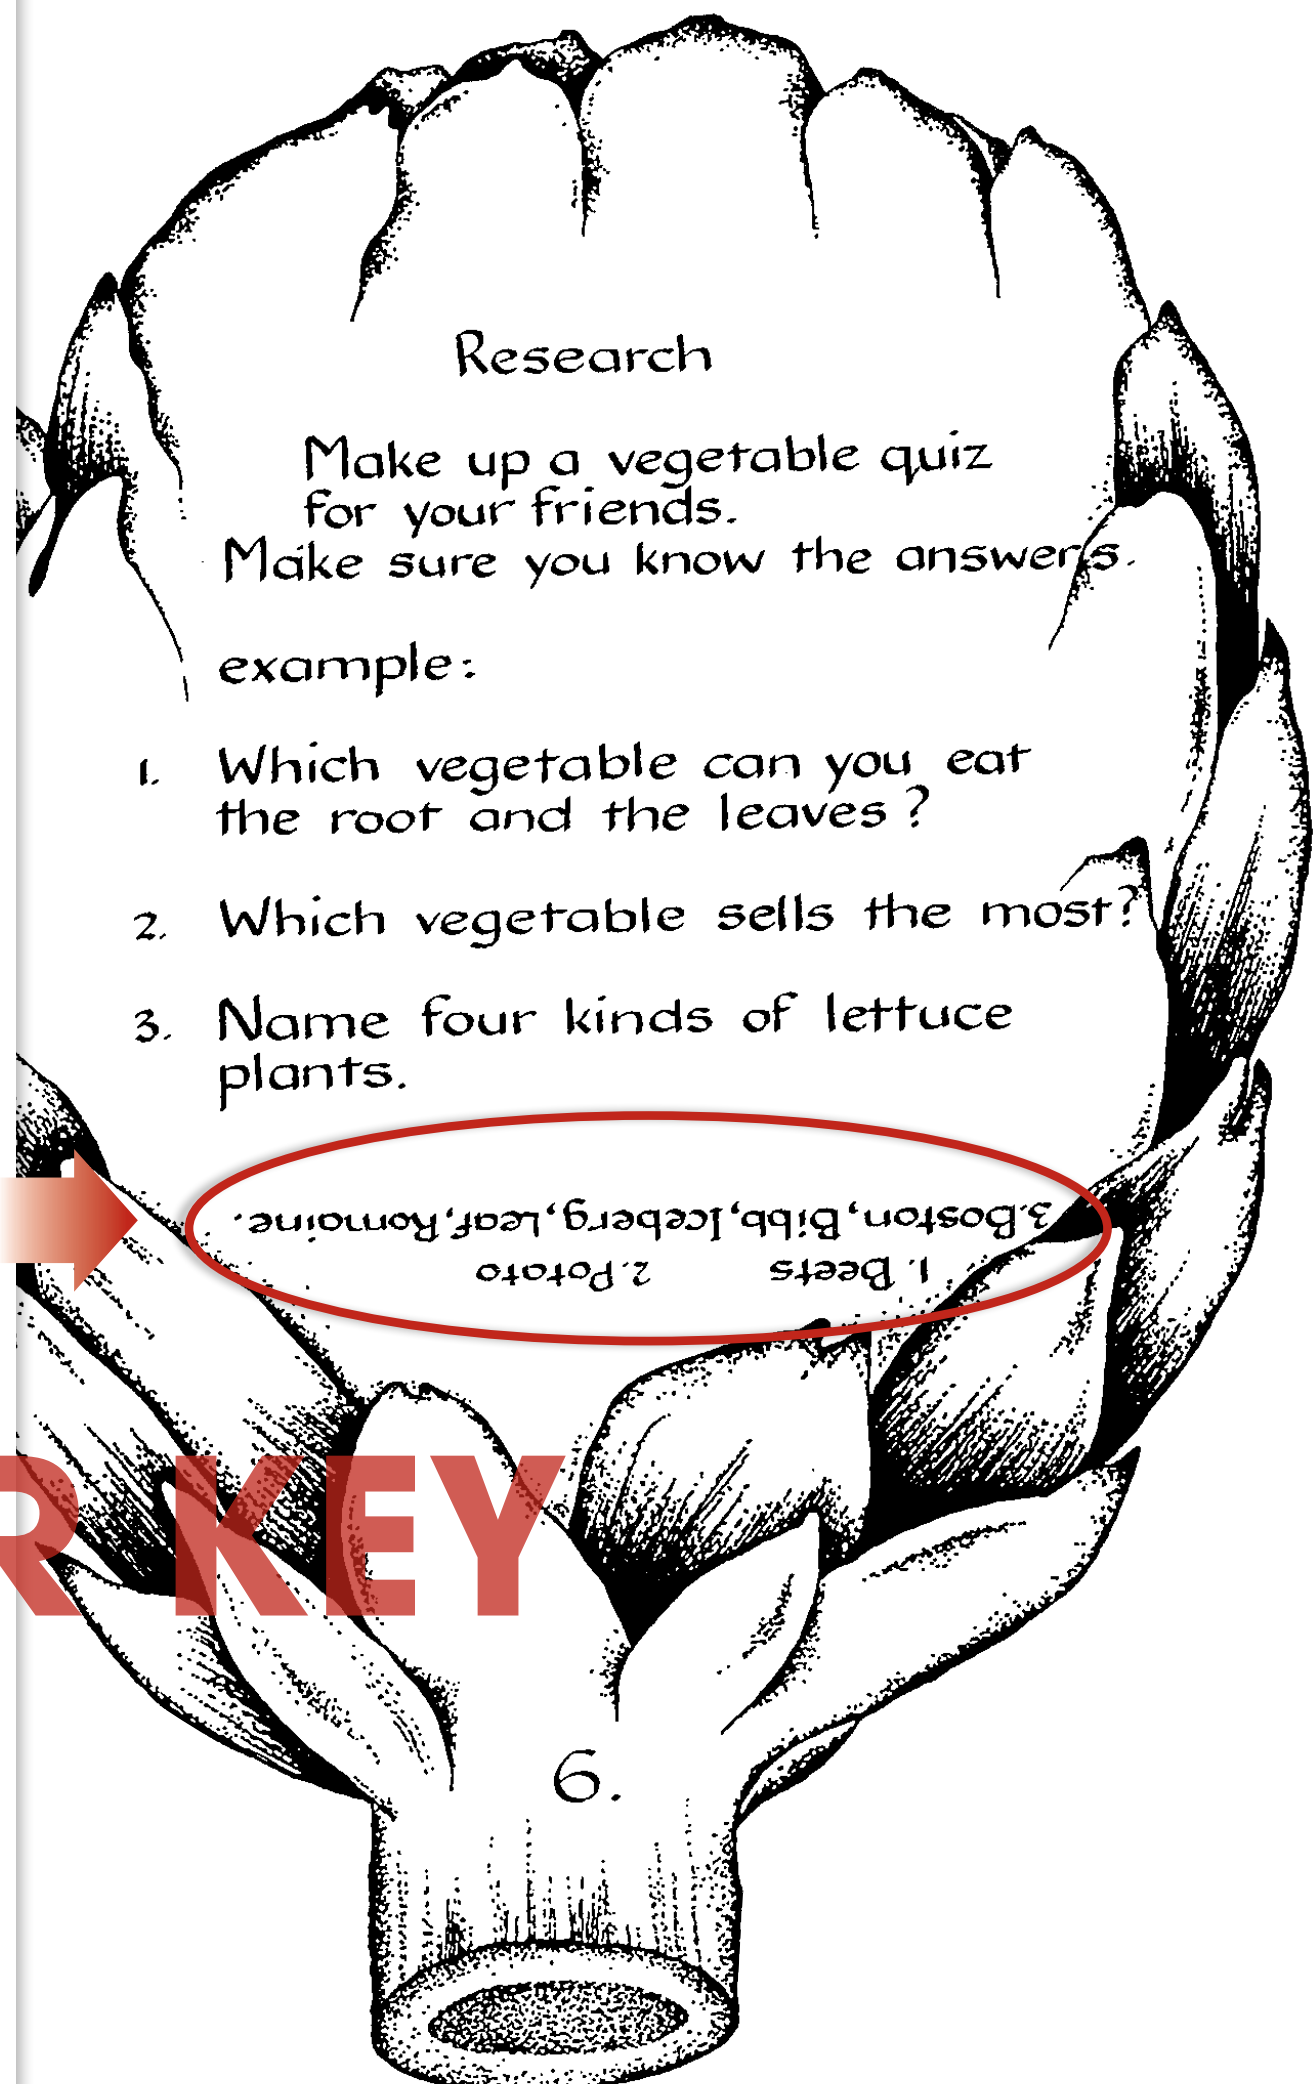 Research
Make up a vegetable quiz
for your friends.
Make sure you know the answers.
example:
1. Which vegetable can you eat
the root and the leaves?
2. Which vegetable sells the most?
3. Name four kinds of lettuce
plants.
1. Beets 2. Potato
3. Boston, Bibb, Iceberg, Leaf, Romaine.
R KEY
6.